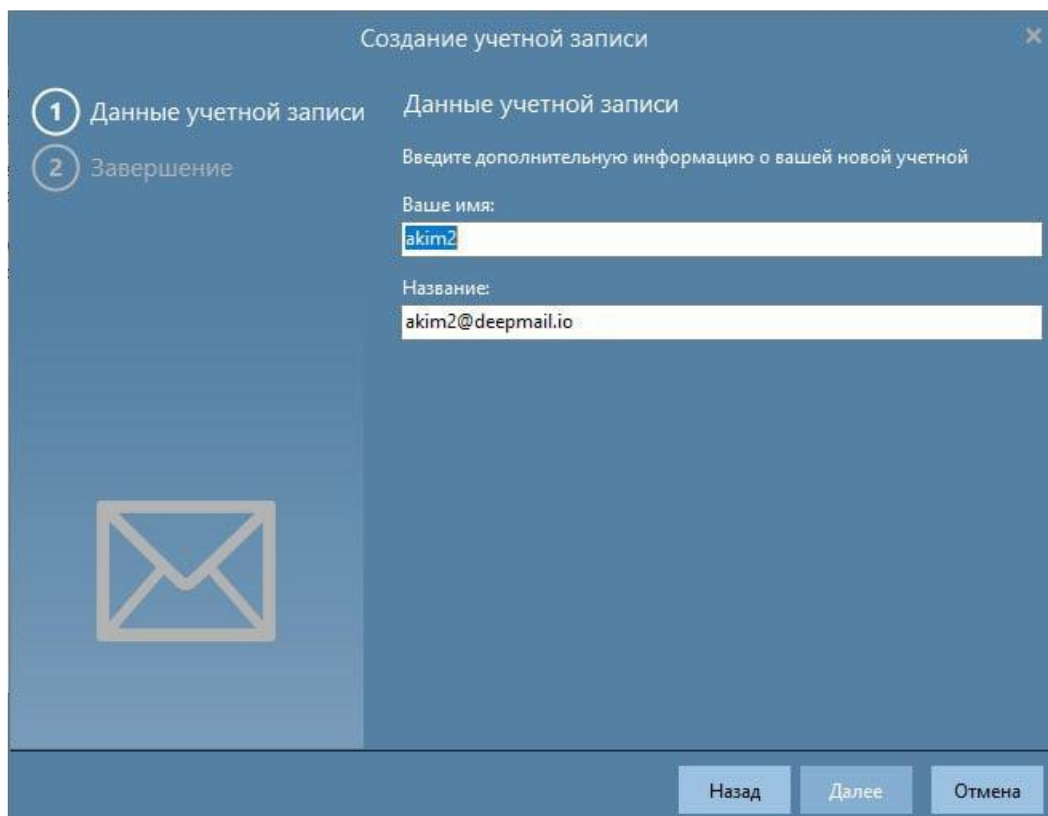 Создание учетной записи
1 Данные учетной записи
2 Завершение
Данные учетной записи
Введите дополнительную информацию о вашей новой учетной
Ваше имя:
akim2
Название:
akim2@deepmail.io
Назад
Далее
Отмена